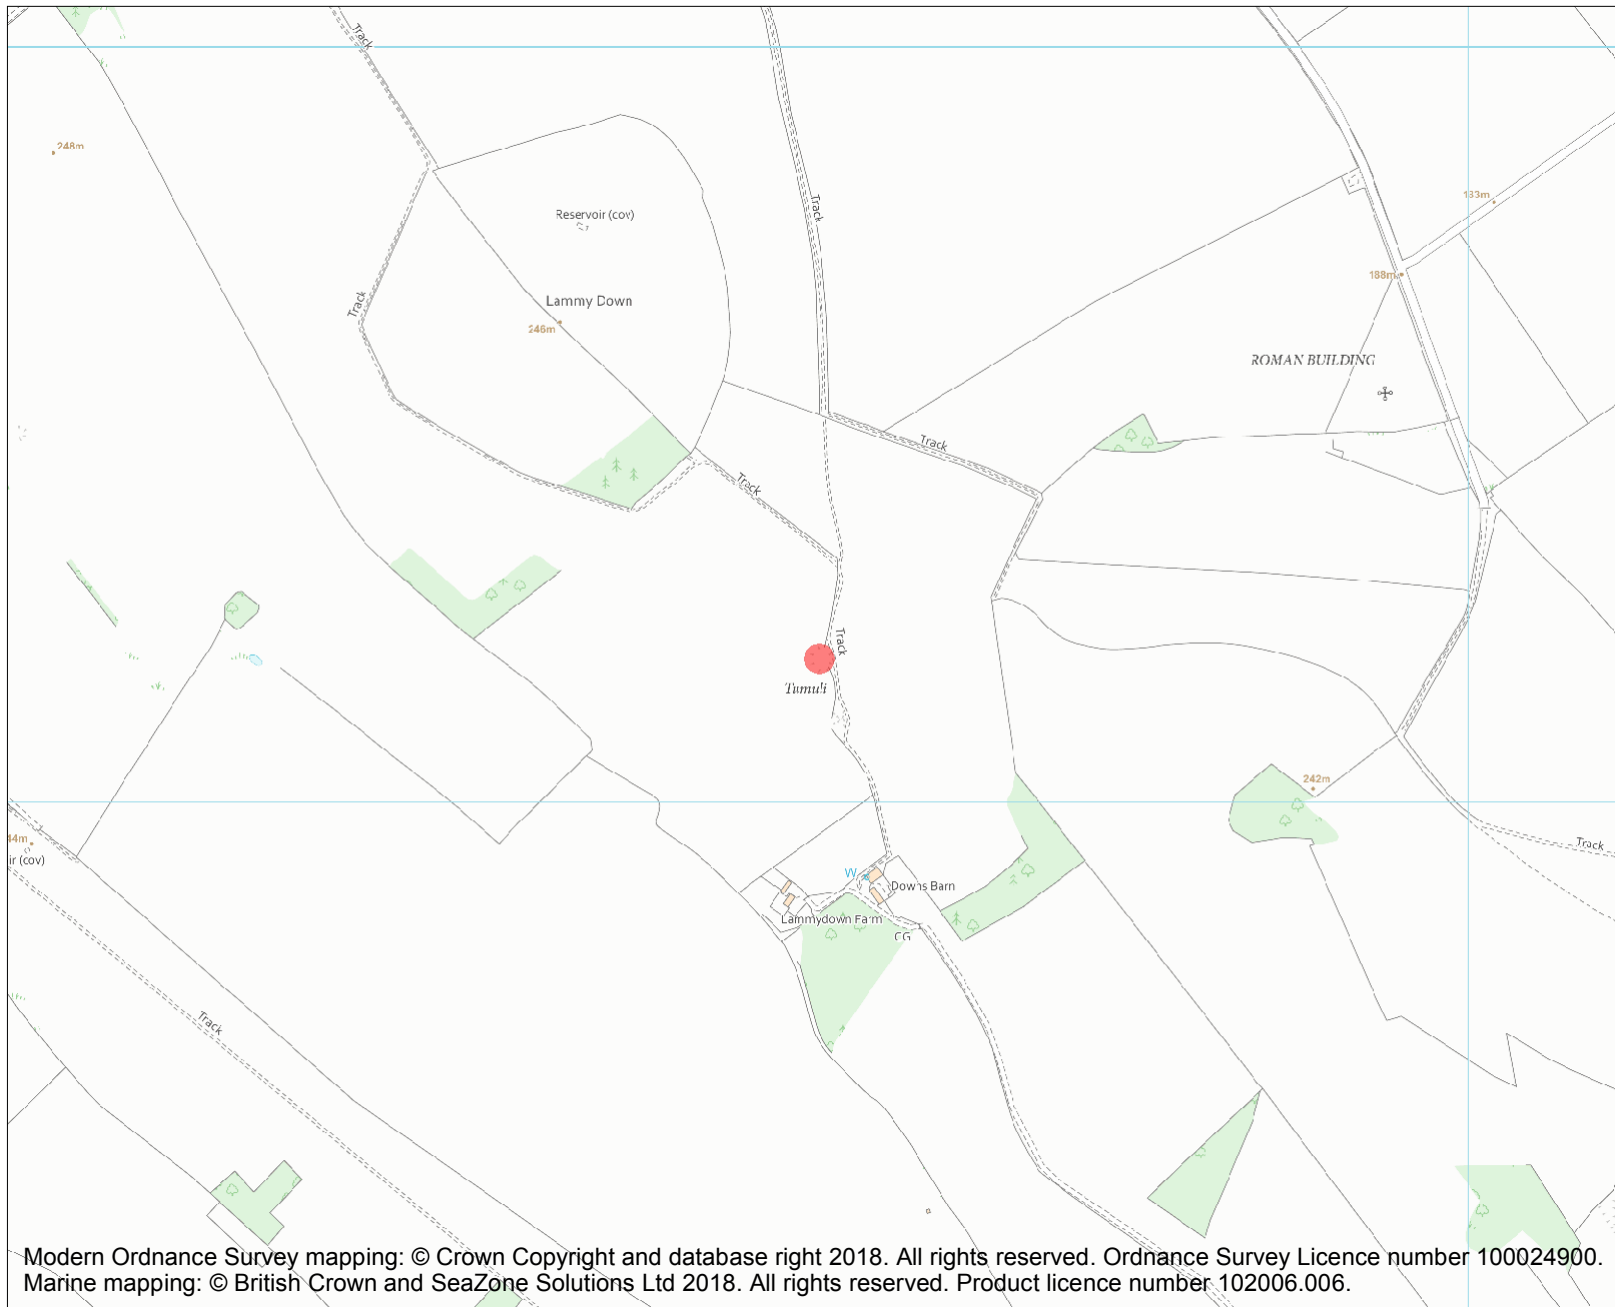 Track
248m
Track
183m
Reservoir (cov)
188m
Track
Lammy Down
246m
ROMAN BUILDING
Track
Track
Track
Tumuli
242m
44m
ir (cov)
Track
W
Downs Barn
Lammydown Farm
CG
Track
Modern Ordnance Survey mapping: © Crown Copyright and database right 2018. All rights reserved. Ordnance Survey Licence number 100024900.
Marine mapping: © British Crown and SeaZone Solutions Ltd 2018. All rights reserved. Product licence number 102006.006.